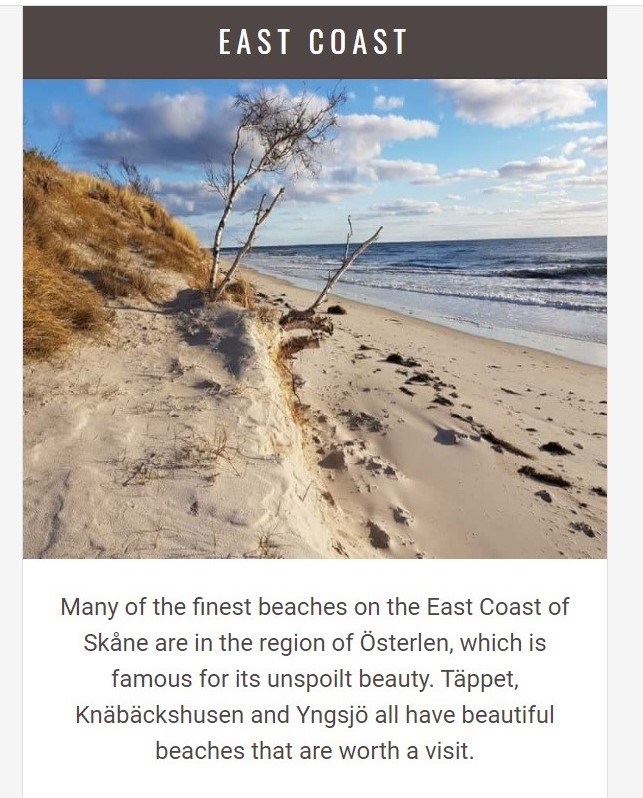 EAST COAST
Many of the finest beaches on the East Coast of
Skåne are in the region of Österlen, which is
famous for its unspoilt beauty. Täppet,
Knäbäckshusen and Yngsjö all have beautiful
beaches that are worth a visit.